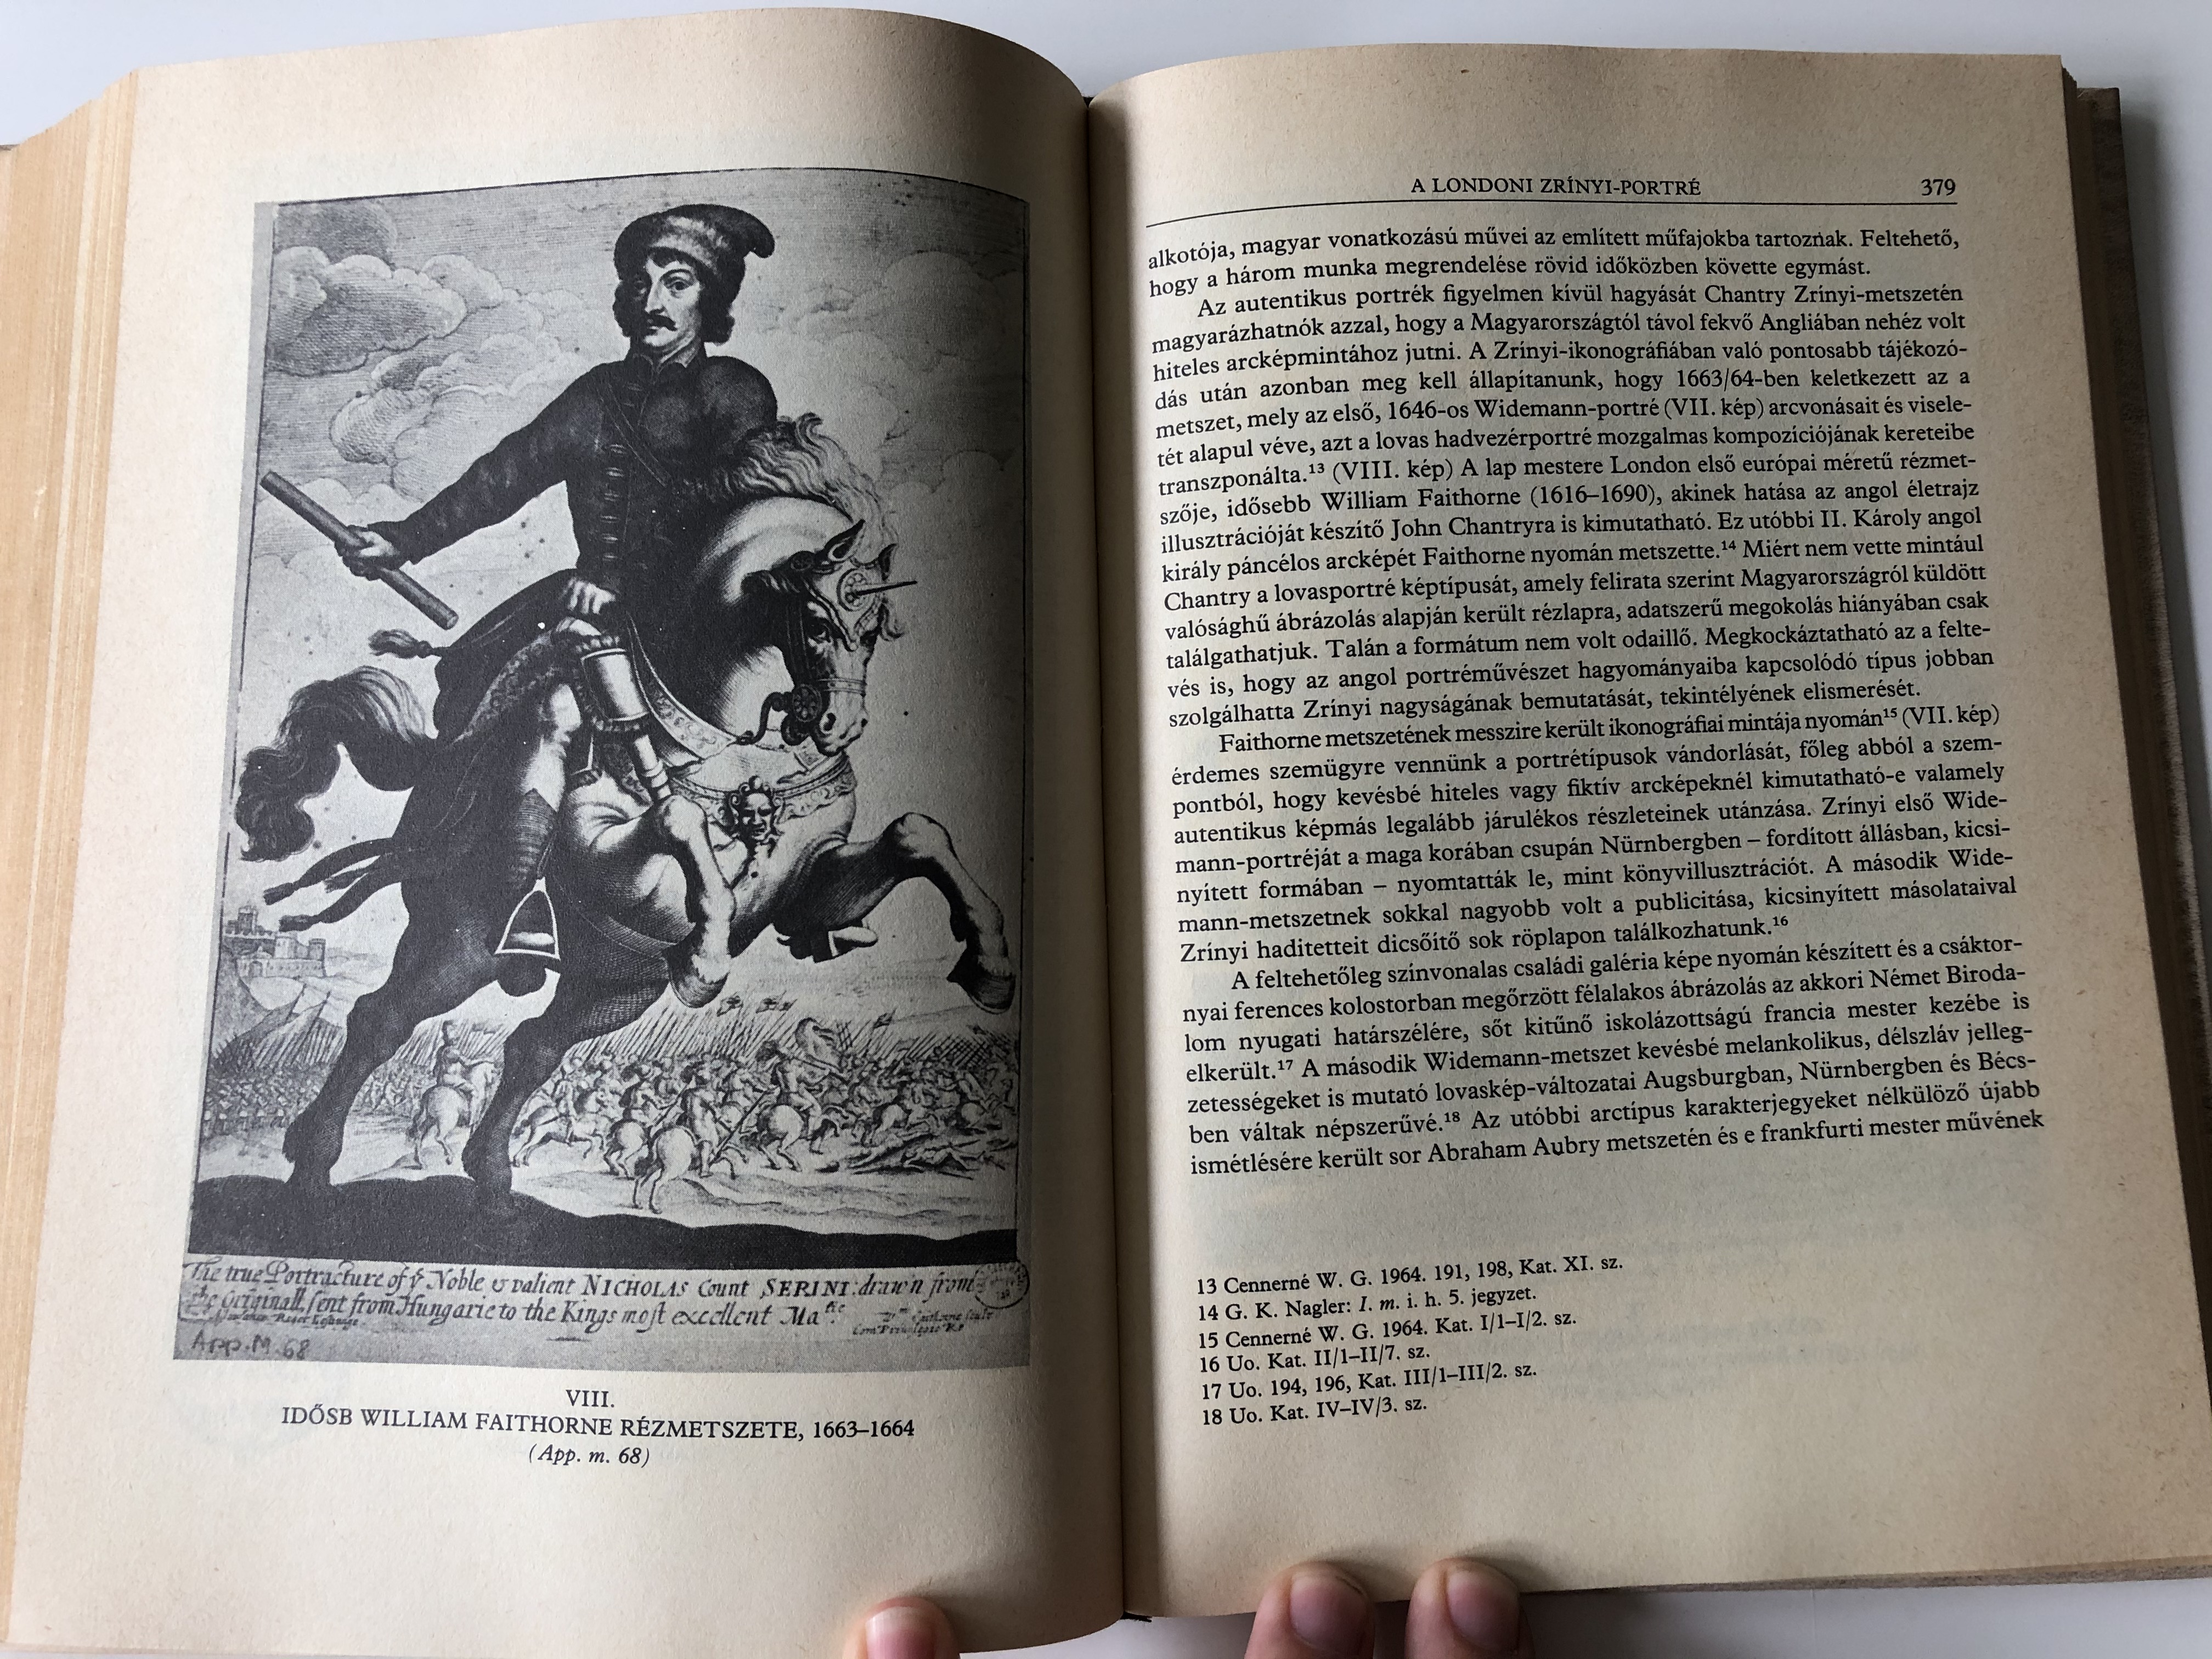 The true Portracture of yᵉ Noble & valient NICHOLAS Count SERINI: drawn from
the Originall, sent from Hungarie to the Kings most excellent Maᵗⁱᵉ
App. M. 68
VIII.
IDŐSB WILLIAM FAITHORNE RÉZMETSZETE, 1663–1664
(App. m. 68)
A LONDONI ZRÍNYI-PORTRÉ 379
alkotója, magyar vonatkozású művei az említett műfajokba tartoznak. Feltehető,
hogy a három munka megrendelése rövid időközben követte egymást.
Az autentikus portrék figyelmen kívül hagyását Chantry Zrínyi-metszetén
magyarázhatnók azzal, hogy a Magyarországtól távol fekvő Angliában nehéz volt
hiteles arcképmintához jutni. A Zrínyi-ikonográfiában való pontosabb tájékozó-
dás után azonban meg kell állapítanunk, hogy 1663/64-ben keletkezett az a
metszet, mely az első, 1646-os Widemann-portré (VII. kép) arcvonásait és visele-
tét alapul véve, azt a lovas hadvezérportré mozgalmas kompozíciójának kereteibe
transzponálta.¹³ (VIII. kép) A lap mestere London első európai méretű rézmet-
szője, idősebb William Faithorne (1616–1690), akinek hatása az angol életrajz
illusztrációját készítő John Chantryra is kimutatható. Ez utóbbi II. Károly angol
király páncélos arcképét Faithorne nyomán metszette.¹⁴ Miért nem vette mintául
Chantry a lovasportré képtípusát, amely felirata szerint Magyarországról küldött
valósághű ábrázolás alapján került rézlapra, adatszerű megokolás hiányában csak
találgathatjuk. Talán a formátum nem volt odaillő. Megkockáztatható az a felte-
vés is, hogy az angol portréművészet hagyományaiba kapcsolódó típus jobban
szolgálhatta Zrínyi nagyságának bemutatását, tekintélyének elismerését.
Faithorne metszetének messzire került ikonográfiai mintája nyomán¹⁵ (VII. kép)
érdemes szemügyre vennünk a portrétípusok vándorlását, főleg abból a szem-
pontból, hogy kevésbé hiteles vagy fiktív arcképeknél kimutatható-e valamely
autentikus képmás legalább járulékos részleteinek utánzása. Zrínyi első Wide-
mann-portréját a maga korában csupán Nürnbergben – fordított állásban, kicsi-
nyített formában – nyomtatták le, mint könyvillusztrációt. A második Wide-
mann-metszetnek sokkal nagyobb volt a publicitása, kicsinyített másolataival
Zrínyi haditetteit dicsőítő sok röplapon találkozhatunk.¹⁶
A feltehetőleg színvonalas családi galéria képe nyomán készített és a csáktor-
nyai ferences kolostorban megőrzött félalakos ábrázolás az akkori Német Biroda-
lom nyugati határszélére, sőt kitűnő iskolázottságú francia mester kezébe is
elkerült.¹⁷ A második Widemann-metszet kevésbé melankolikus, délszláv jelleg-
zetességeket is mutató lovaskép-változatai Augsburgban, Nürnbergben és Bécs-
ben váltak népszerűvé.¹⁸ Az utóbbi arctípus karakterjegyeket nélkülöző újabb
ismétlésére került sor Abraham Aubry metszetén és e frankfurti mester művének
13 Cennerné W. G. 1964. 191, 198, Kat. XI. sz.
14 G. K. Nagler: I. m. i. h. 5. jegyzet.
15 Cennerné W. G. 1964. Kat. I/1–I/2. sz.
16 Uo. Kat. II/1–II/7. sz.
17 Uo. 194, 196, Kat. III/1–III/2. sz.
18 Uo. Kat. IV–IV/3. sz.